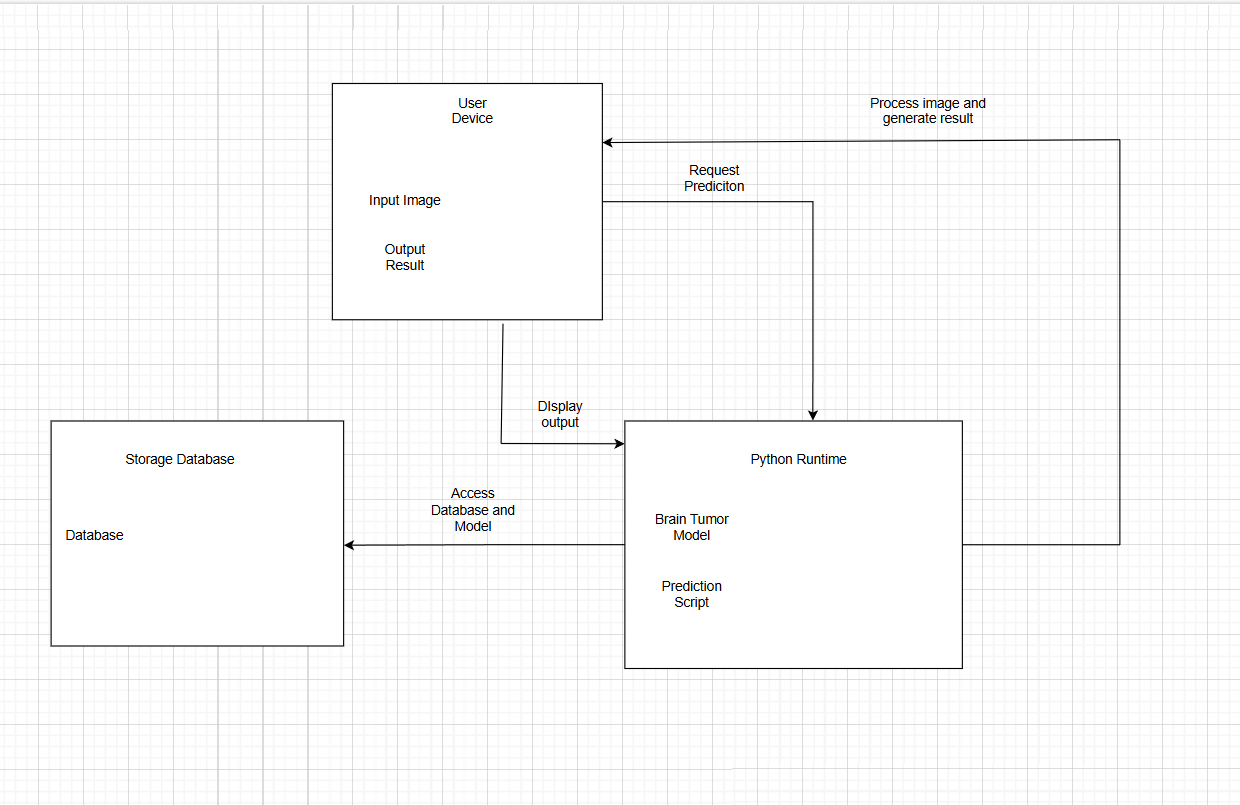 User
Device
Process image and
generate result
Request
Prediciton
Input Image
Output
Result
DIsplay
output
Storage Database
Database
Access
Database and
Model
Python Runtime
Brain Tumor
Model
Prediction
Script